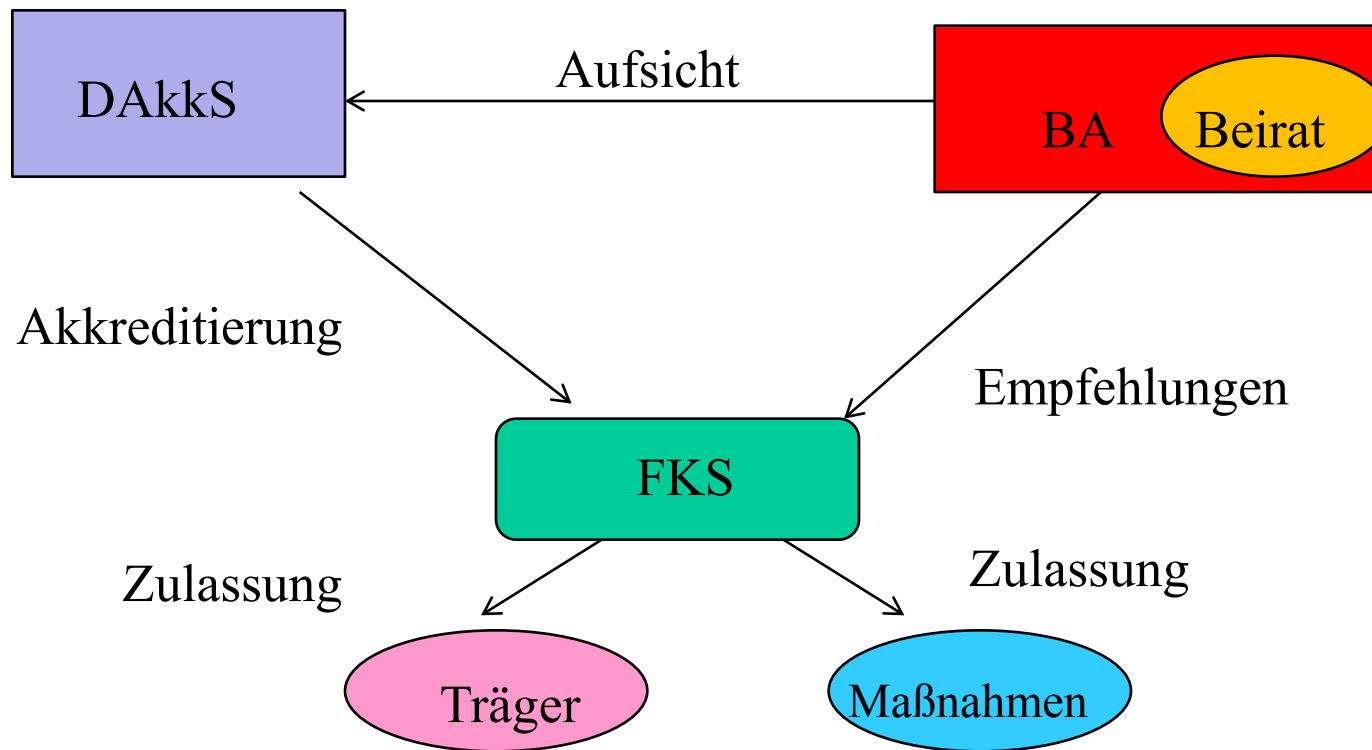 Aufsicht
DAkkS
BA
Beirat
Akkreditierung
Empfehlungen
FKS
Zulassung
Zulassung
Träger
Maßnahmen